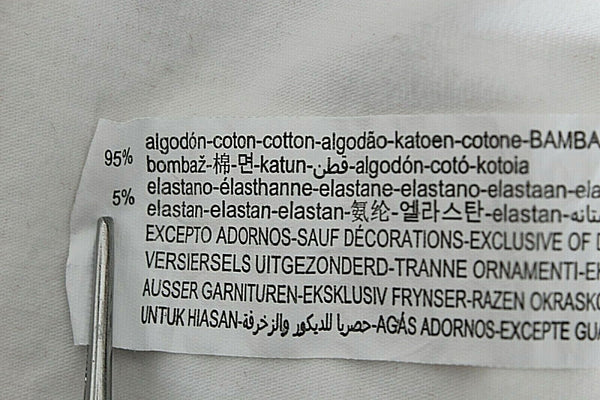 95% algodón-coton-cotton-algodão-katoen-cotone-BAMBA
bombaž-棉-면-katun-قطن-algodón-cotó-kotoia
5% elastano-élasthanne-elastane-elastano-elastaan-ela
elastan-elastan-elastan-氨纶-엘라스탄-elastan-
EXCEPTO ADORNOS-SAUF DÉCORATIONS-EXCLUSIVE OF D
VERSIERSELS UITGEZONDERD-TRANNE ORNAMENTI-E
AUSSER GARNITUREN-EKSKLUSIV FRYNSER-RAZEN OKRASK
UNTUK HIASAN-حصريا للديكور والزخرفة-AGÁS ADORNOS-EXCEPTE GU